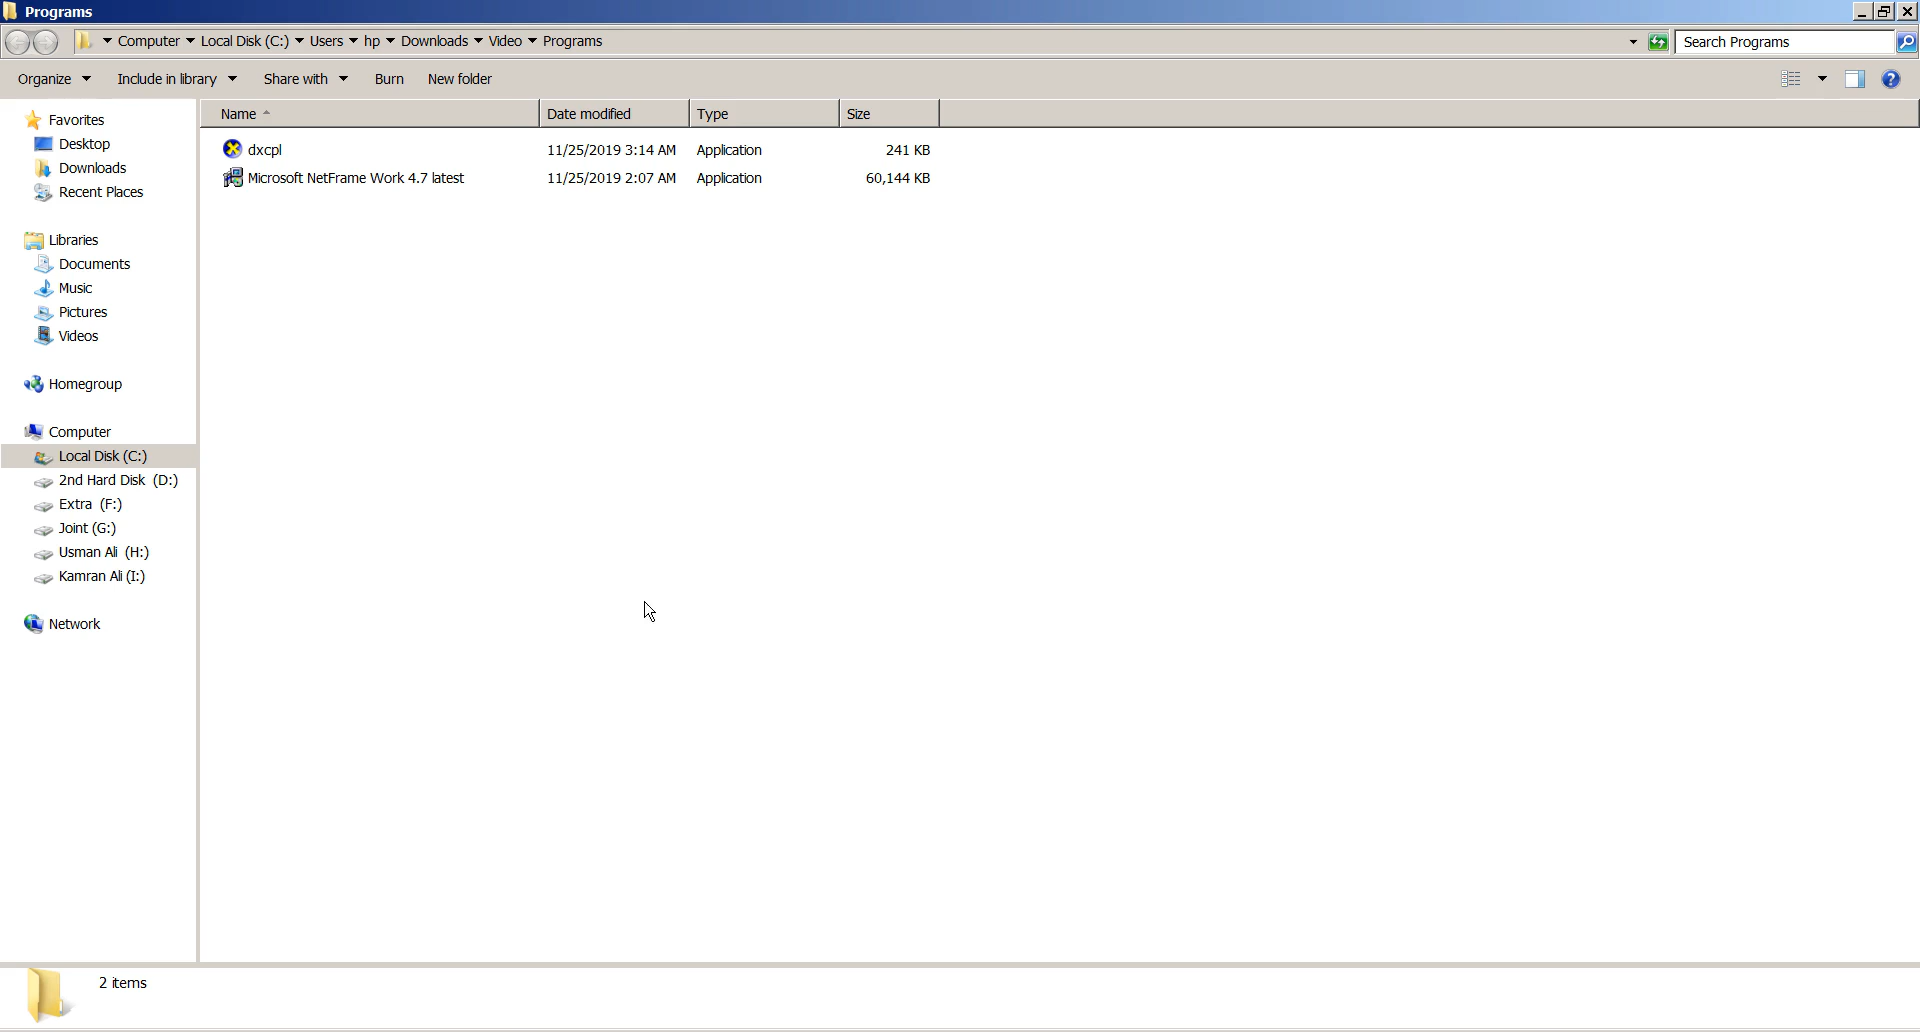 Programs
Computer Local Disk (C:) Users hp Downloads Video Programs
Search Programs
Organize Include in library Share with Burn New folder
Favorites
Desktop
Downloads
Recent Places
Libraries
Documents
Music
Pictures
Videos
Homegroup
Computer
Local Disk (C:)
2nd Hard Disk (D:)
Extra (F:)
Joint (G:)
Usman Ali (H:)
Kamran Ali (I:)
Network
Name Date modified Type Size
dxcpl 11/25/2019 3:14 AM Application 241 KB
Microsoft NetFrame Work 4.7 latest 11/25/2019 2:07 AM Application 60,144 KB
2 items